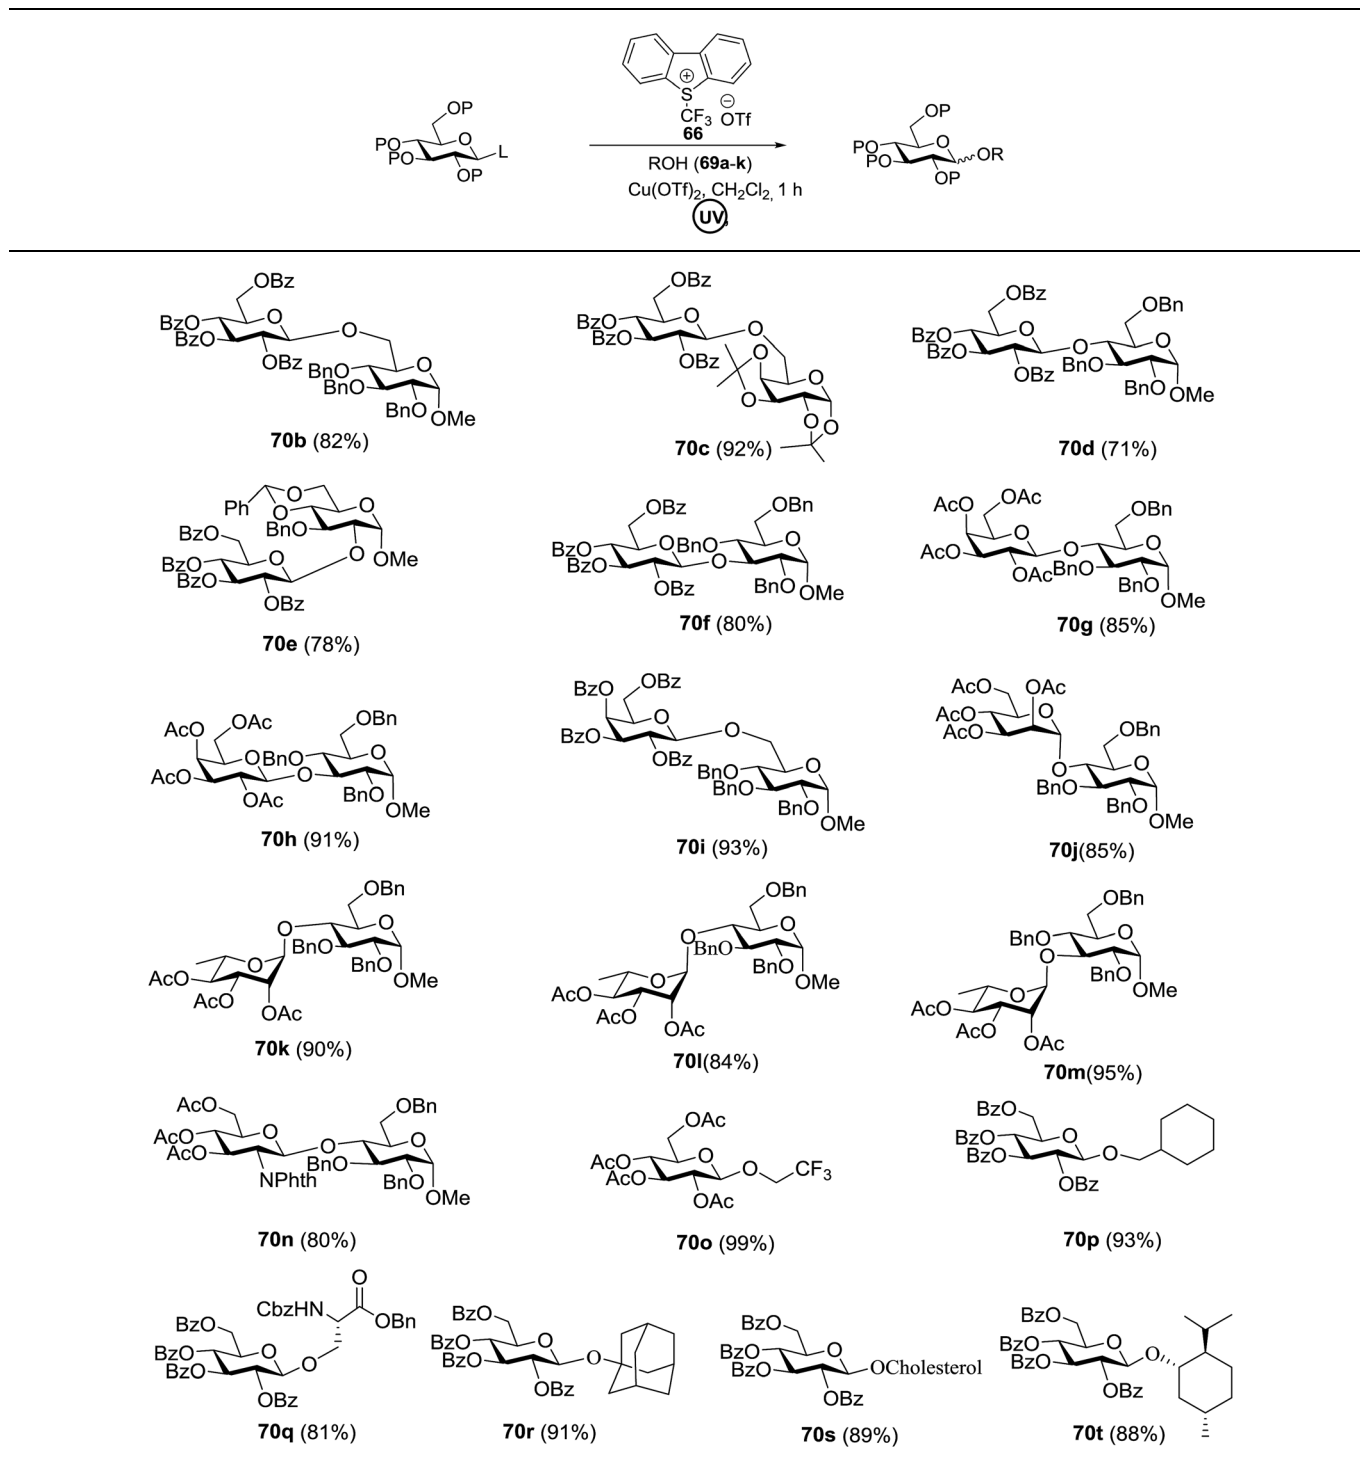 S
⊕
CF3
⊖
OTf
66
OP
PO
PO
O
L
OP
ROH (69a-k)
Cu(OTf)2, CH2Cl2, 1 h
UV,
OP
PO
PO
O
OR
OP
OBz
BzO
BzO
O
O
OBz
BnO
BnO
O
BnO
OMe
70b (82%)
OBz
BzO
BzO
O
O
OBz
O
O
O
O
O
70c (92%)
OBz
BzO
BzO
O
O
OBz
OBn
BnO
O
BnO
OMe
70d (71%)
Ph
O
O
O
BnO
BzO
O
OMe
BzO
BzO
O
OBz
70e (78%)
OBz
BzO
BzO
O
OBz
O
OBn
BnO
O
BnO
OMe
70f (80%)
AcO
OAc
AcO
O
OAc
O
OBn
BnO
O
BnO
OMe
70g (85%)
AcO
OAc
AcO
O
OAc
O
OBn
BnO
O
BnO
OMe
70h (91%)
BzO
OBz
BzO
O
OBz
O
BnO
BnO
O
BnO
OMe
70i (93%)
AcO
OAc
AcO
AcO
O
O
OBn
BnO
O
BnO
OMe
70j(85%)
OBn
O
O
BnO
BnO
OMe
O
AcO
AcO
OAc
70k (90%)
OBn
O
O
BnO
BnO
OMe
O
AcO
AcO
OAc
70l(84%)
OBn
BnO
O
O
BnO
OMe
O
AcO
AcO
OAc
70m(95%)
AcO
AcO
AcO
O
NPhth
O
OBn
BnO
O
BnO
OMe
70n (80%)
OAc
AcO
AcO
O
O
CF3
OAc
70o (99%)
BzO
BzO
BzO
O
O
OBz
70p (93%)
O
CbzHN
OBn
BzO
BzO
BzO
O
O
OBz
70q (81%)
BzO
BzO
BzO
O
O
OBz
70r (91%)
BzO
BzO
BzO
O
OCholesterol
OBz
70s (89%)
BzO
BzO
BzO
O
O
OBz
70t (88%)